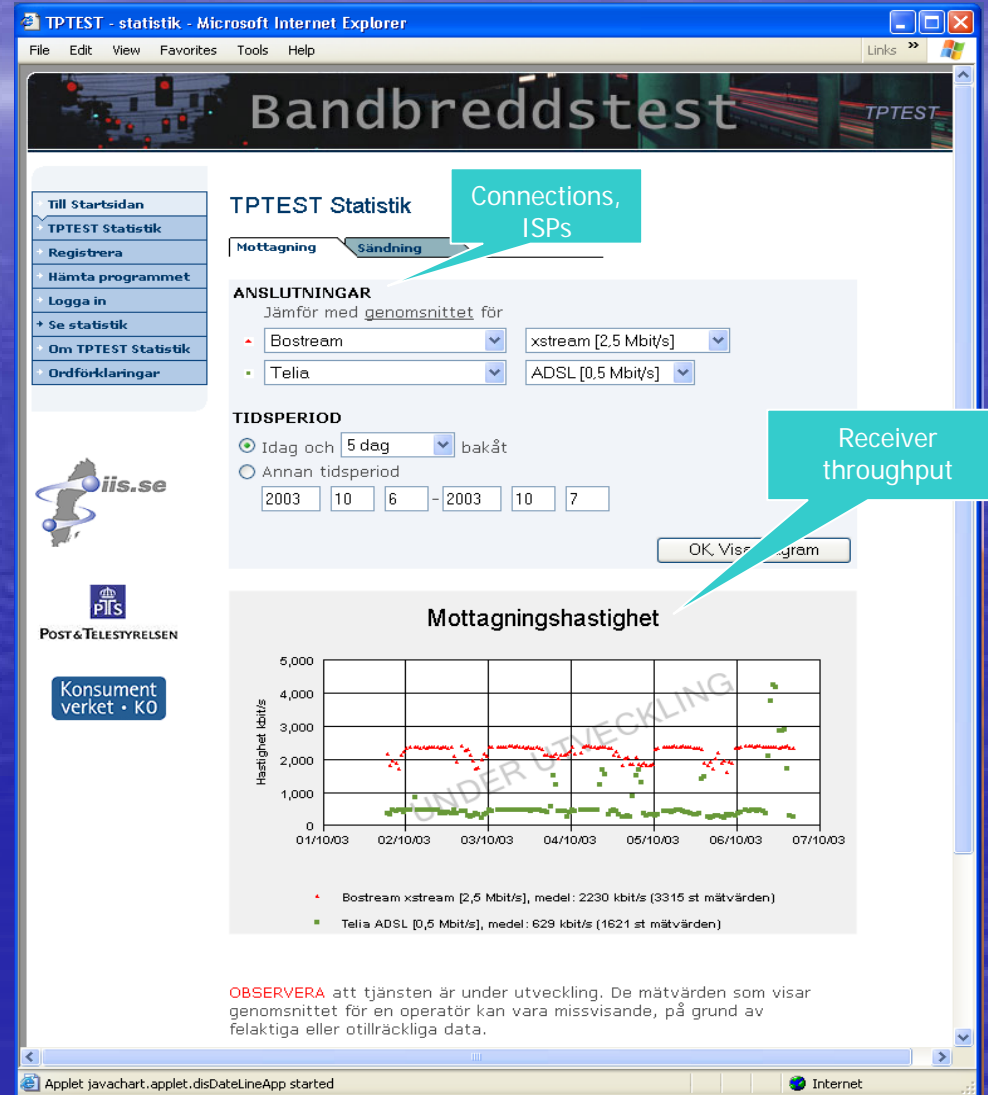 TPTEST - statistik - Microsoft Internet Explorer
File Edit View Favorites Tools Help
Links »
Bandbreddstest
TPTEST
Till Startsidan
TPTEST Statistik
Registrera
Hämta programmet
Logga in
Se statistik
Om TPTEST Statistik
Ordförklaringar
iis.se
PTS
POST & TELESTYRELSEN
Konsument
verket • KO
TPTEST Statistik
Connections,
ISPs
Mottagning Sändning
ANSLUTNINGAR
Jämför med genomsnittet för
Bostream xstream [2,5 Mbit/s]
Telia ADSL [0,5 Mbit/s]
TIDSPERIOD
Idag och 5 dag bakåt
Annan tidsperiod
2003 10 6 - 2003 10 7
Receiver
throughput
OK, Visa
gram
Mottagningshastighet
Hastighet kbit/s
5,000
4,000
3,000
2,000
1,000
0
UNDER UTVECKLING
01/10/03 02/10/03 03/10/03 04/10/03 05/10/03 06/10/03 07/10/03
Bostream xstream [2,5 Mbit/s], medel: 2230 kbit/s (3315 st mätvärden)
Telia ADSL [0,5 Mbit/s], medel: 629 kbit/s (1621 st mätvärden)
OBSERVERA att tjänsten är under utveckling. De mätvärden som visar
genomsnittet för en operatör kan vara missvisande, på grund av
felaktiga eller otillräckliga data.
Applet javachart.applet.disDateLineApp started
Internet